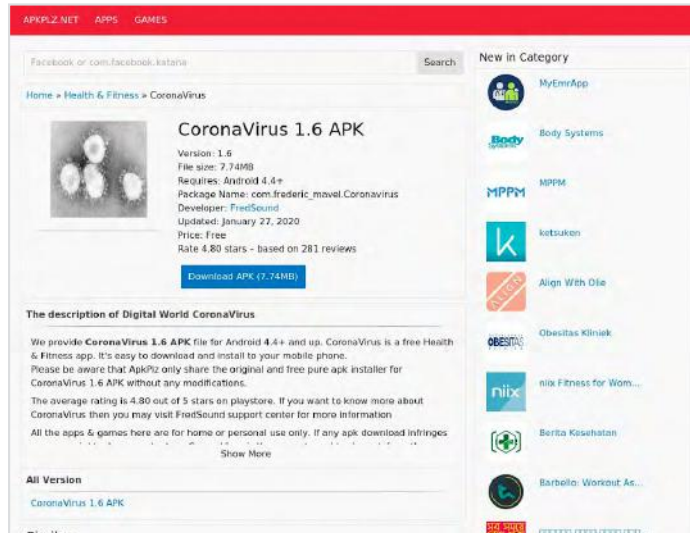 APKPLZ.NET APPS GAMES
Facebook or com.facebook.katana
Search
Home » Health & Fitness » CoronaVirus
CoronaVirus 1.6 APK
Version: 1.6
File size: 7.74MB
Requires: Android 4.4+
Package Name: com.frederic_mavel.Coronavirus
Developer: FredSound
Updated: January 27, 2020
Price: Free
Rate 4.80 stars - based on 281 reviews
Download APK (7.74MB)
The description of Digital World CoronaVirus
We provide CoronaVirus 1.6 APK file for Android 4.4+ and up. CoronaVirus is a free Health
& Fitness app. It's easy to download and install to your mobile phone.
Please be aware that ApkPlz only share the original and free pure apk installer for
CoronaVirus 1.6 APK without any modifications.
The average rating is 4.80 out of 5 stars on playstore. If you want to know more about
CoronaVirus then you may visit FredSound support center for more information
All the apps & games here are for home or personal use only. If any apk download infringes
Show More
All Version
CoronaVirus 1.6 APK
New in Category
MyEmrApp
Body Systems
Body
MPPM
MPPM
k
ketsuken
ALIGN
Align With Olie
OBESITAS
Obesitas Kliniek
niix
niix Fitness for Wom...
Berita Kesehatan
Barbello: Workout As...